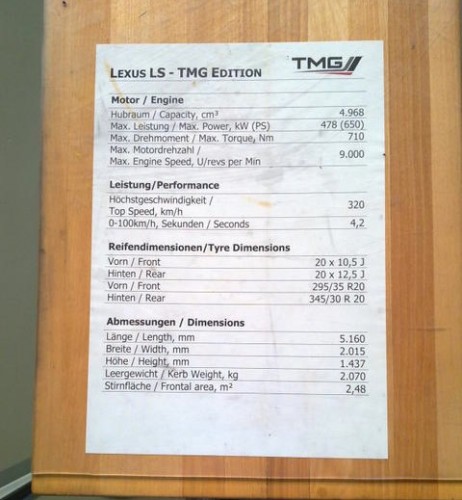 LEXUS LS - TMG EDITION TMG
Motor / Engine
Hubraum / Capacity, cm³ 4.968
Max. Leistung / Max. Power, kW (PS) 478 (650)
Max. Drehmoment / Max. Torque, Nm 710
Max. Motordrehzahl /
Max. Engine Speed, U/revs per Min 9.000
Leistung/Performance
Höchstgeschwindigkeit /
Top Speed, km/h 320
0-100km/h, Sekunden / Seconds 4,2
Reifendimensionen/Tyre Dimensions
Vorn / Front 20 x 10,5 J
Hinten / Rear 20 x 12,5 J
Vorn / Front 295/35 R20
Hinten / Rear 345/30 R 20
Abmessungen / Dimensions
Länge / Length, mm 5.160
Breite / Width, mm 2.015
Höhe / Height, mm 1.437
Leergewicht / Kerb Weight, kg 2.070
Stirnfläche / Frontal area, m² 2,48